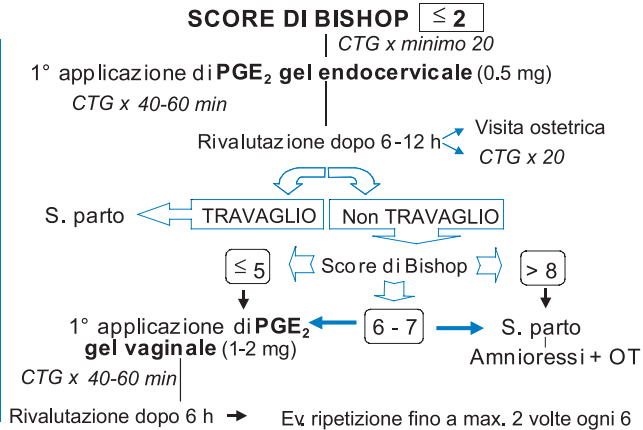 SCORE DI BISHOP ≤ 2
CTG x minimo 20
1° applicazione di PGE₂ gel endocervicale (0.5 mg)
CTG x 40-60 min
Rivalutazione dopo 6-12 h
Visita ostetrica
CTG x 20
S. parto
TRAVAGLIO
Non TRAVAGLIO
≤ 5
Score di Bishop
> 8
6 - 7
1° applicazione di PGE₂
gel vaginale (1-2 mg)
S. parto
Amnioressi + OT
CTG x 40-60 min
Rivalutazione dopo 6 h
Ev. ripetizione fino a max. 2 volte ogni 6